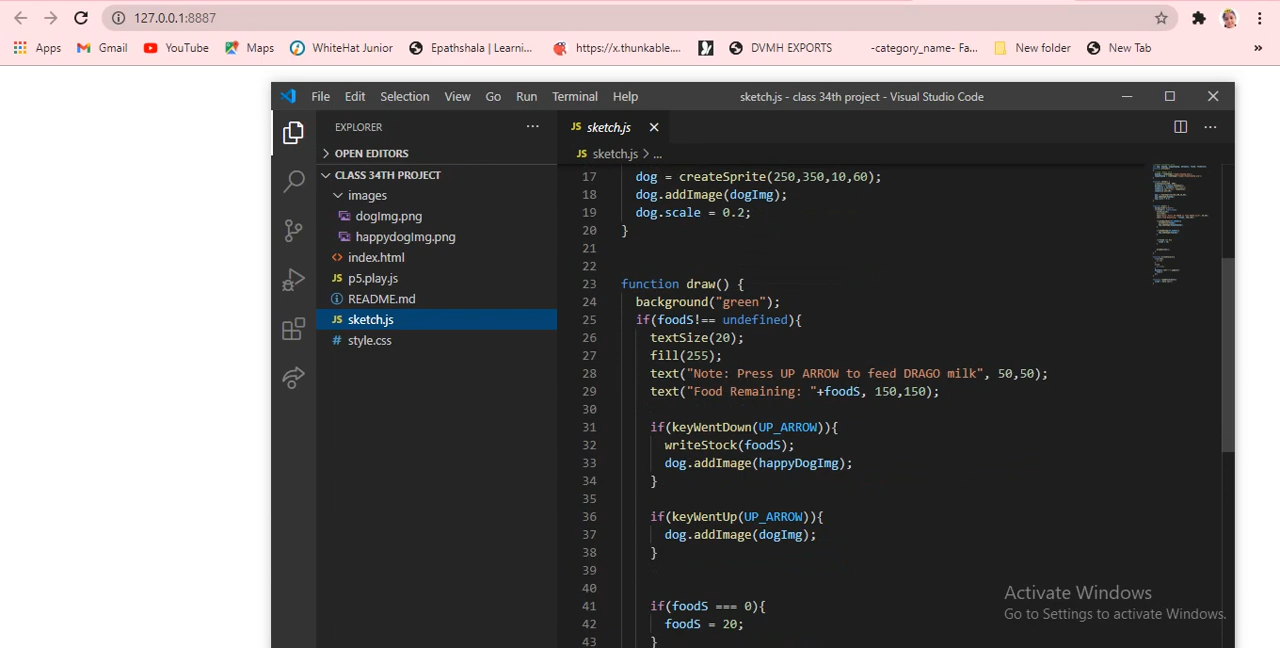 127.0.0.1:8887
Apps Gmail YouTube Maps WhiteHat Junior Epathshala | Learni... https://x.thunkable.... DVMH EXPORTS -category_name- Fa... New folder New Tab »
File Edit Selection View Go Run Terminal Help sketch.js - class 34th project - Visual Studio Code
EXPLORER ...
JS sketch.js
OPEN EDITORS
JS sketch.js > ...
CLASS 34TH PROJECT
images
dogImg.png
happydogImg.png
<> index.html
JS p5.play.js
README.md
JS sketch.js
# style.css
17 dog = createSprite(250,350,10,60);
18 dog.addImage(dogImg);
19 dog.scale = 0.2;
20 }
21
22
23 function draw() {
24 background("green");
25 if(foodS!== undefined){
26 textSize(20);
27 fill(255);
28 text("Note: Press UP ARROW to feed DRAGO milk", 50,50);
29 text("Food Remaining: "+foodS, 150,150);
30
31 if(keyWentDown(UP_ARROW)){
32 writeStock(foodS);
33 dog.addImage(happyDogImg);
34 }
35
36 if(keyWentUp(UP_ARROW)){
37 dog.addImage(dogImg);
38 }
39
40
41 if(foodS === 0){
42 foodS = 20;
43 }
Activate Windows
Go to Settings to activate Windows.